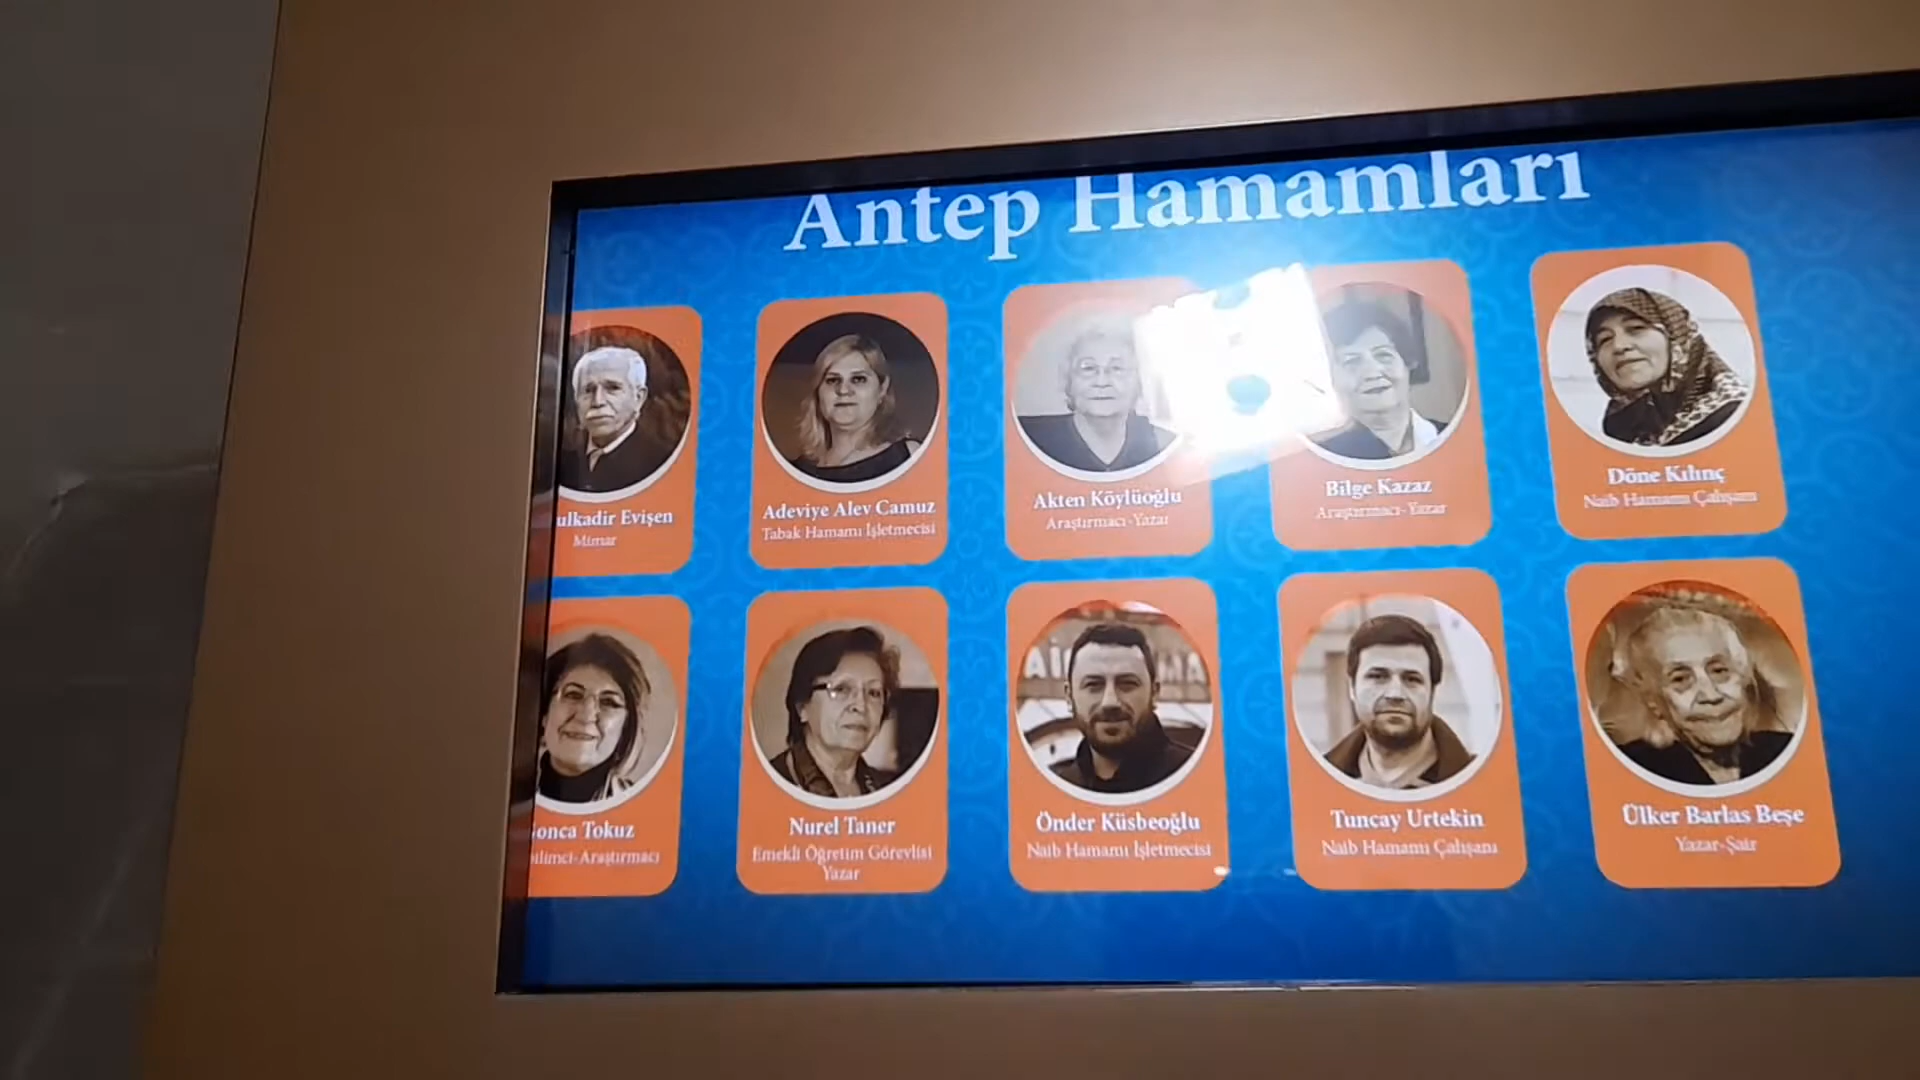 Antep Hamamları
ulkadir Evişen
Mimar
Adeviye Alev Camuz
Tabak Hamamı İşletmecisi
Akten Köylüoğlu
Araştırmacı-Yazar
Bilge Kazaz
Araştırmacı-Yazar
Döne Kılınç
Naib Hamamı Çalışanı
onca Tokuz
ilimci-Araştırmacı
Nurel Taner
Emekli Öğretim Görevlisi
Yazar
Önder Küsbeoğlu
Naib Hamamı İşletmecisi
Tunçay Urtekin
Naib Hamamı Çalışanı
Ülker Barlas Beşe
Yazar-Şair